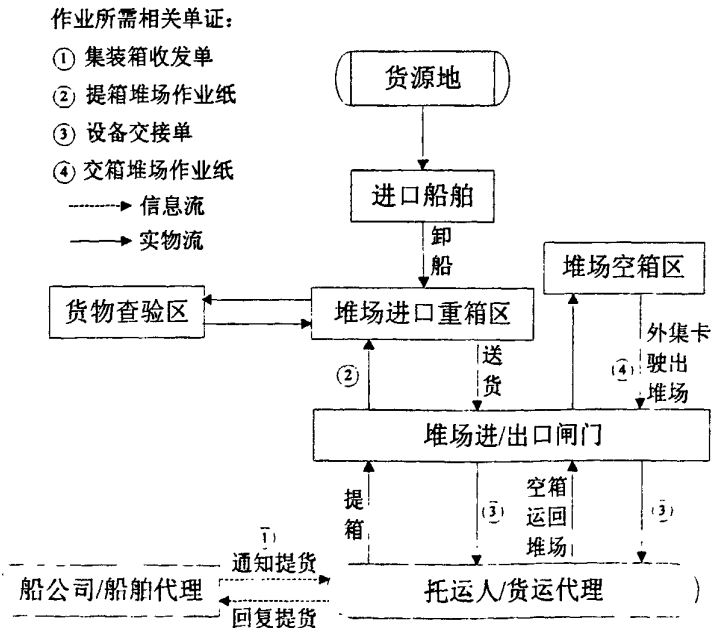 作业所需相关单证：
① 集装箱收发单
② 提箱堆场作业纸
③ 设备交接单
④ 交箱堆场作业纸
信息流
实物流
货源地
进口船舶
卸船
堆场空箱区
货物查验区
堆场进口重箱区
②
送货
④
外集卡
驶出
堆场
堆场进/出口闸门
提箱
③
空箱
运回
堆场
③
①
通知提货
船公司/船舶代理
托运人/货运代理
回复提货